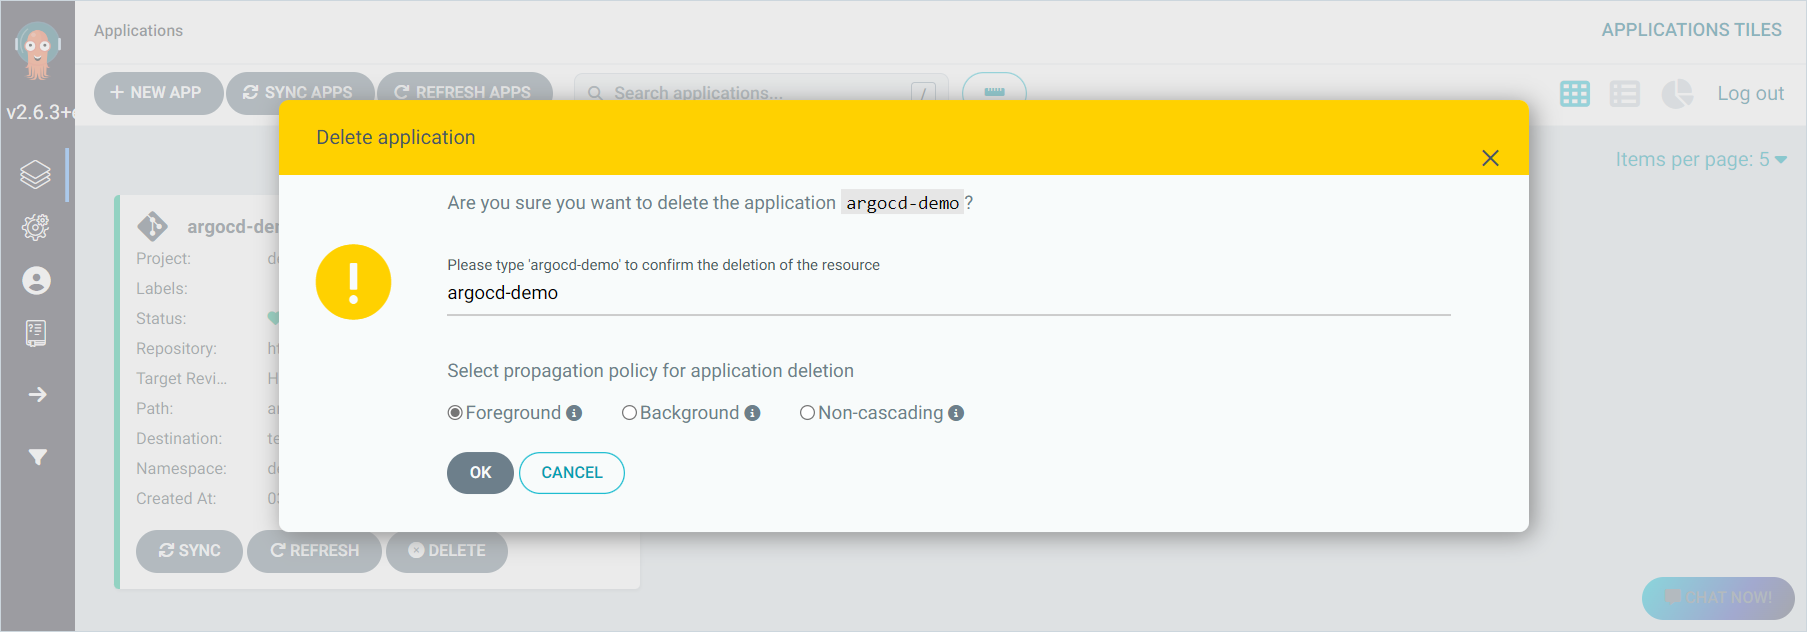 Applications
APPLICATIONS TILES
v2.6.3+
NEW APP
SYNC APPS
REFRESH APPS
Search applications...
/
Log out
Delete application
Items per page: 5
Are you sure you want to delete the application argocd-demo?
argocd-de
Please type 'argocd-demo' to confirm the deletion of the resource
argocd-demo
Project:
Labels:
Status:
Repository:
Target Revi...
Path:
Destination:
Namespace:
Created At:
Select propagation policy for application deletion
Foreground
Background
Non-cascading
OK
CANCEL
SYNC
REFRESH
DELETE
CHAT NOW!